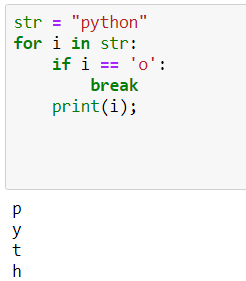 str = "python"
for i in str:
    if i == 'o':
        break
    print(i);
p
y
t
h